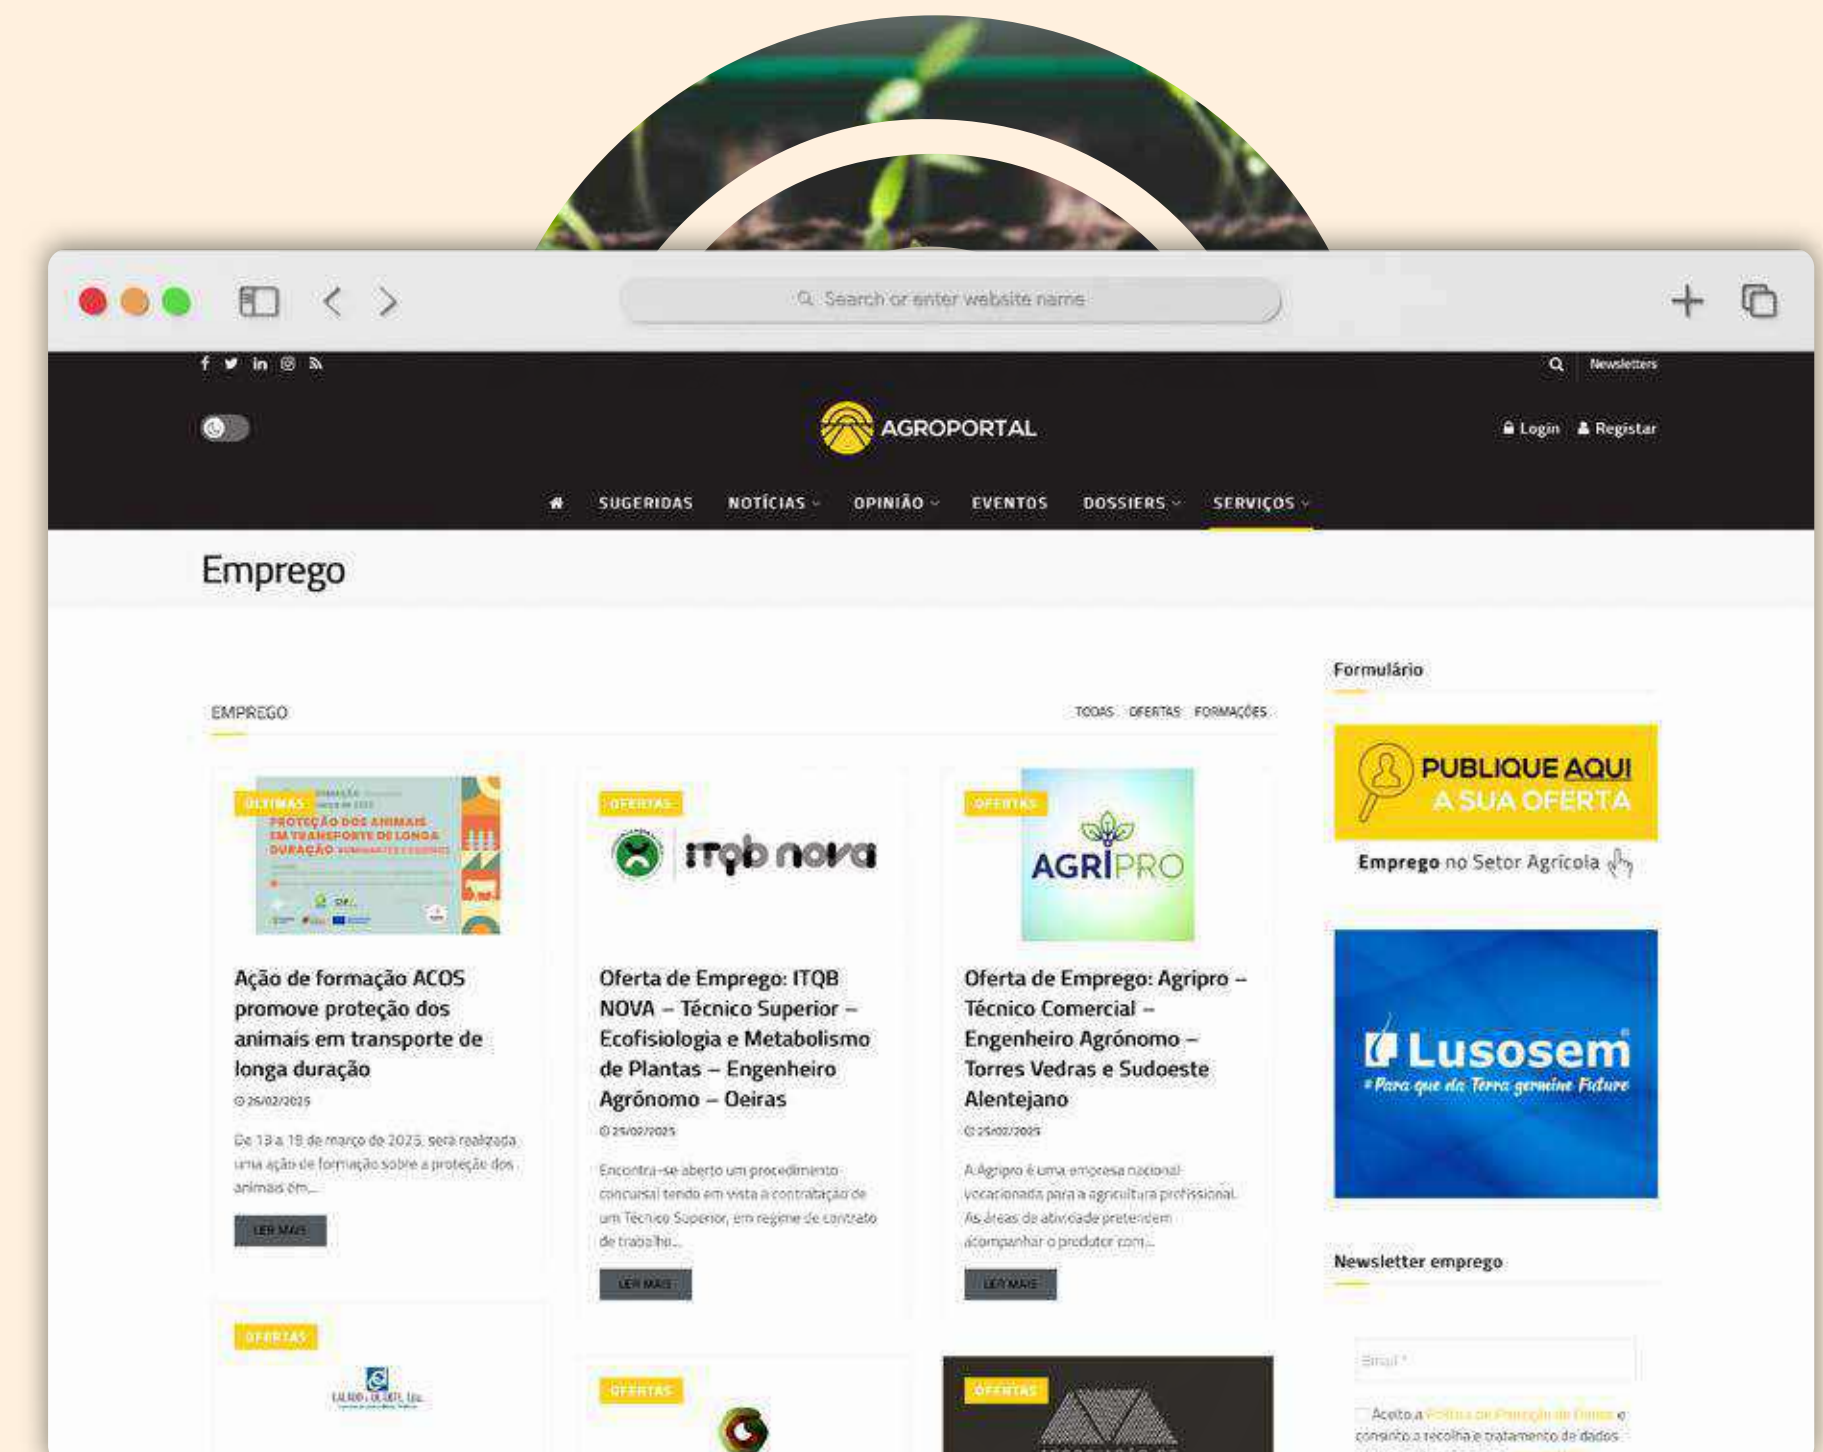 Search or enter website name
Newsletters
AGROPORTAL
Login Registar
SUGERIDAS NOTÍCIAS OPINIÃO EVENTOS DOSSIERS SERVIÇOS
Emprego
EMPREGO
TODAS OFERTAS FORMAÇÕES
ÚLTIMAS
PROTEÇÃO DOS ANIMAIS
EM TRANSPORTE DE LONGA
DURAÇÃO
Ação de formação ACOS
promove proteção dos
animais em transporte de
longa duração
26/02/2025
uma ação de formação sobre a proteção dos
animais em...
LER MAIS
OFERTAS
iTqb nova
Oferta de Emprego: ITQB
NOVA – Técnico Superior –
Ecofisiologia e Metabolismo
de Plantas – Engenheiro
Agrónomo – Oeiras
25/02/2025
Encontra-se aberto um procedimento
concursal tendo em vista a contratação de
um Técnico Superior, em regime de contrato
de trabalho...
LER MAIS
OFERTAS
AGRIPRO
Oferta de Emprego: Agripro –
Técnico Comercial –
Engenheiro Agrónomo –
Torres Vedras e Sudoeste
Alentejano
25/02/2025
A Agripro é uma empresa nacional
vocacionada para a agricultura profissional.
As áreas de atividade pretendem
acompanhar o produtor com...
LER MAIS
OFERTAS
OFERTAS
OFERTAS
Formulário
PUBLIQUE AQUI
A SUA OFERTA
Emprego no Setor Agrícola
Lusosem
#Para que da Terra germine Futuro
Newsletter emprego
Email *
Aceito a Política de Proteção de Dados e
consinto a recolha e tratamento de dados